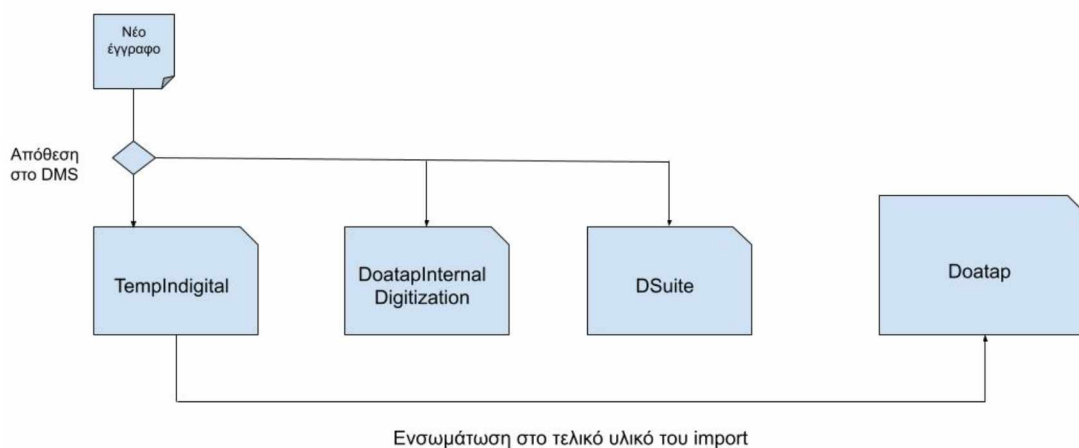 Νέο
έγγραφο
Απόθεση
στο DMS
TempIndigital
DoatapInternal
Digitization
DSuite
Doatap
Ενσωμάτωση στο τελικό υλικό του import